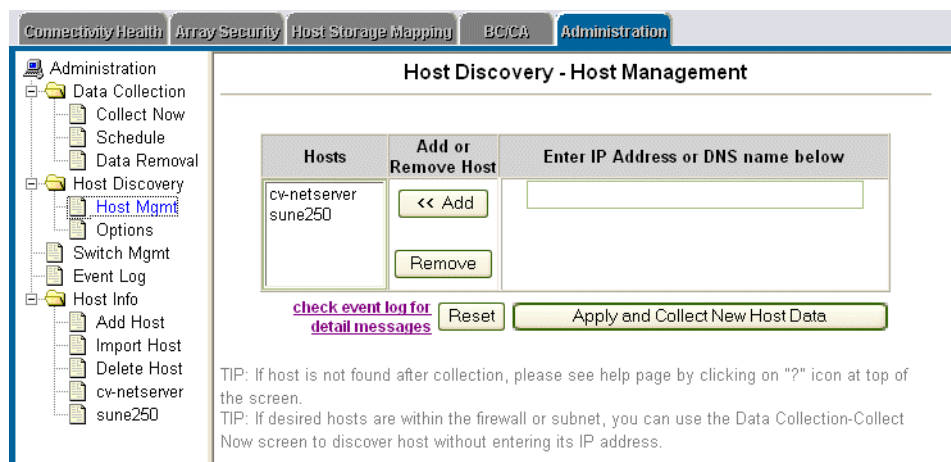 Connectivity Health Array Security Host Storage Mapping BC/CA Administration
Administration
Data Collection
Collect Now
Schedule
Data Removal
Host Discovery
Host Mgmt
Options
Switch Mgmt
Event Log
Host Info
Add Host
Import Host
Delete Host
cv-netserver
sune250
Host Discovery - Host Management
Hosts
Add or
Remove Host
Enter IP Address or DNS name below
cv-netserver
sune250
<< Add
Remove
check event log for
detail messages
Reset
Apply and Collect New Host Data
TIP: If host is not found after collection, please see help page by clicking on "?" icon at top of
the screen.
TIP: If desired hosts are within the firewall or subnet, you can use the Data Collection-Collect
Now screen to discover host without entering its IP address.